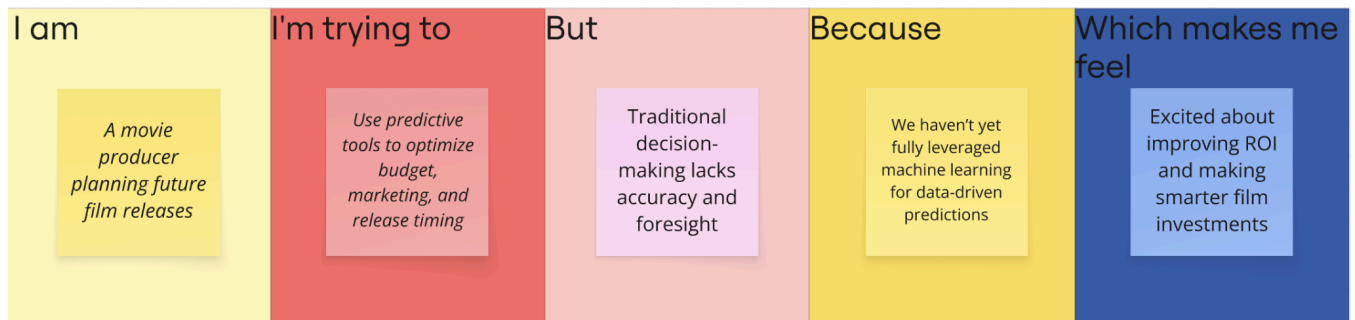 I am
A movie
producer
planning future
film releases
I'm trying to
Use predictive
tools to optimize
budget,
marketing, and
release timing
But
Traditional
decision-
making lacks
accuracy and
foresight
Because
We haven’t yet
fully leveraged
machine learning
for data-driven
predictions
Which makes me
feel
Excited about
improving ROI
and making
smarter film
investments